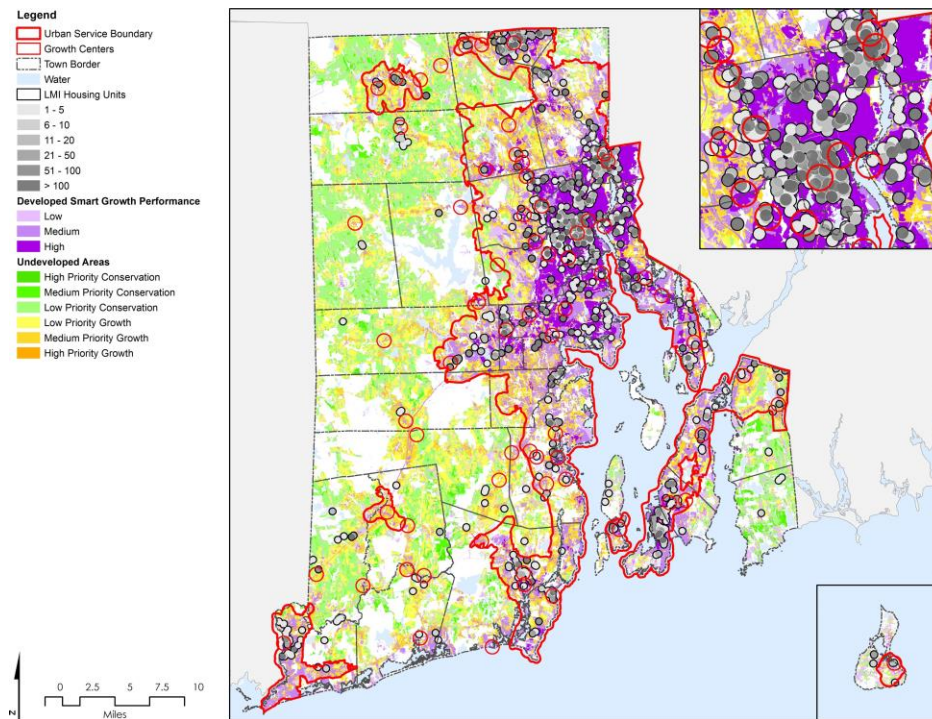 Legend
Urban Service Boundary
Growth Centers
Town Border
Water
LMI Housing Units
1 - 5
6 - 10
11 - 20
21 - 50
51 - 100
> 100
Developed Smart Growth Performance
Low
Medium
High
Undeveloped Areas
High Priority Conservation
Medium Priority Conservation
Low Priority Conservation
Low Priority Growth
Medium Priority Growth
High Priority Growth
N
0 2.5 5 10
Miles